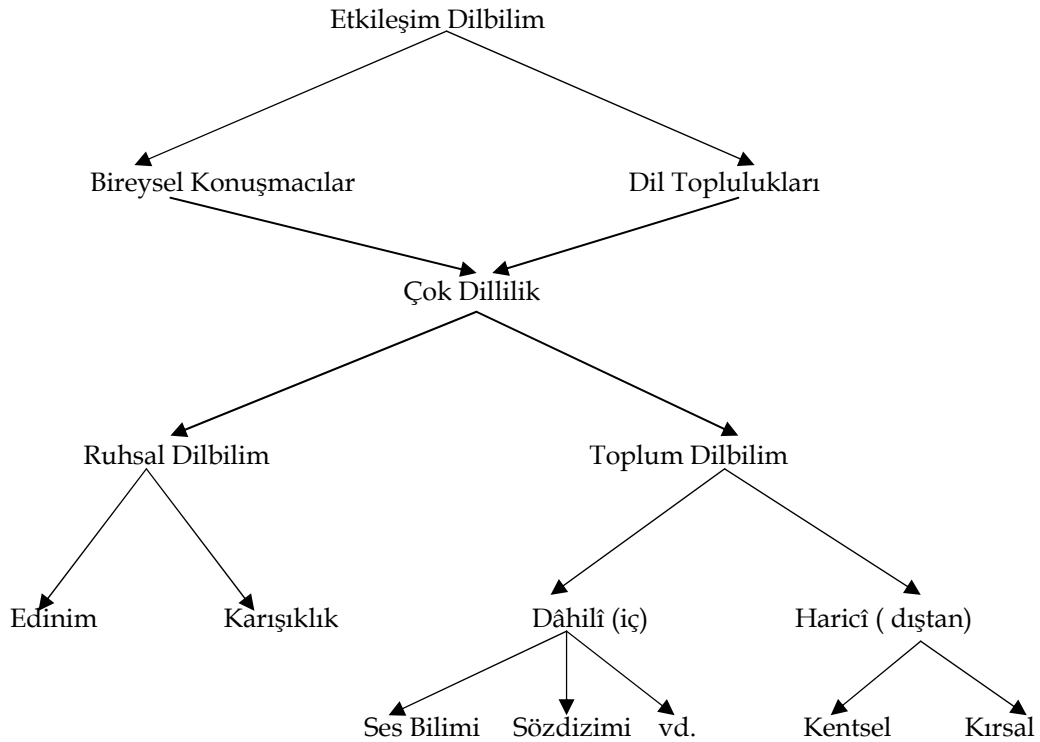 Etkileşim Dilbilim
Bireysel Konuşmacılar Dil Toplulukları
Çok Dillilik
Ruhsal Dilbilim Toplum Dilbilim
Edinim Karışıklık Dâhilî (iç) Haricî ( dıştan)
Ses Bilimi Sözdizimi vd. Kentsel Kırsal